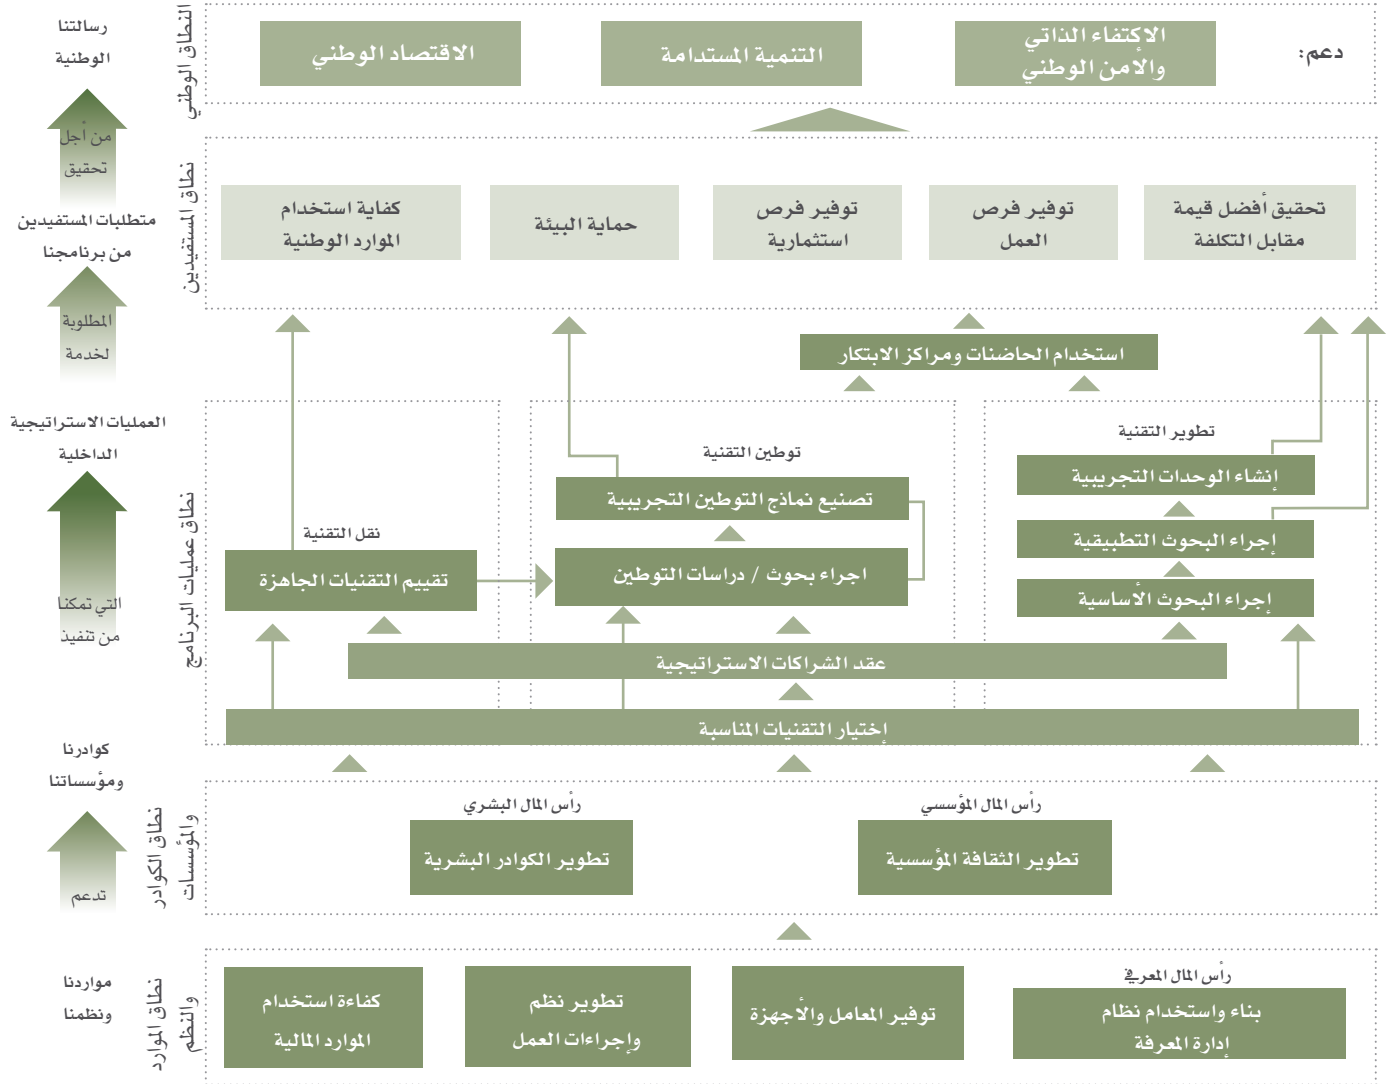 رسالتنا
الوطنية
من أجل
تحقيق
متطلبات المستفيدين
من برنامجنا
المطلوبة
لخدمة
العمليات الاستراتيجية
الداخلية
التي تمكنا
من تنفيذ
كوادرنا
ومؤسساتنا
تدعم
مواردنا
ونظمنا
النطاق الوطني
دعم:
الاكتفاء الذاتي
والأمن الوطني
التنمية المستدامة
الاقتصاد الوطني
نطاق المستفيدين
تحقيق أفضل قيمة
مقابل التكلفة
توفير فرص
العمل
توفير فرص
استثمارية
حماية البيئة
كفاية استخدام
الموارد الوطنية
استخدام الحاضنات ومراكز الابتكار
نطاق عمليات البرنامج
تطوير التقنية
إنشاء الوحدات التجريبية
إجراء البحوث التطبيقية
إجراء البحوث الأساسية
توطين التقنية
تصنيع نماذج التوطين التجريبية
اجراء بحوث / دراسات التوطين
نقل التقنية
تقييم التقنيات الجاهزة
عقد الشراكات الاستراتيجية
إختيار التقنيات المناسبة
نطاق الكوادر
والمؤسسات
رأس المال المؤسسي
تطوير الثقافة المؤسسية
رأس المال البشري
تطوير الكوادر البشرية
نطاق الموارد
والنظم
رأس المال المعرفي
بناء واستخدام نظام
إدارة المعرفة
توفير المعامل والأجهزة
تطوير نظم
وإجراءات العمل
كفاءة استخدام
الموارد المالية